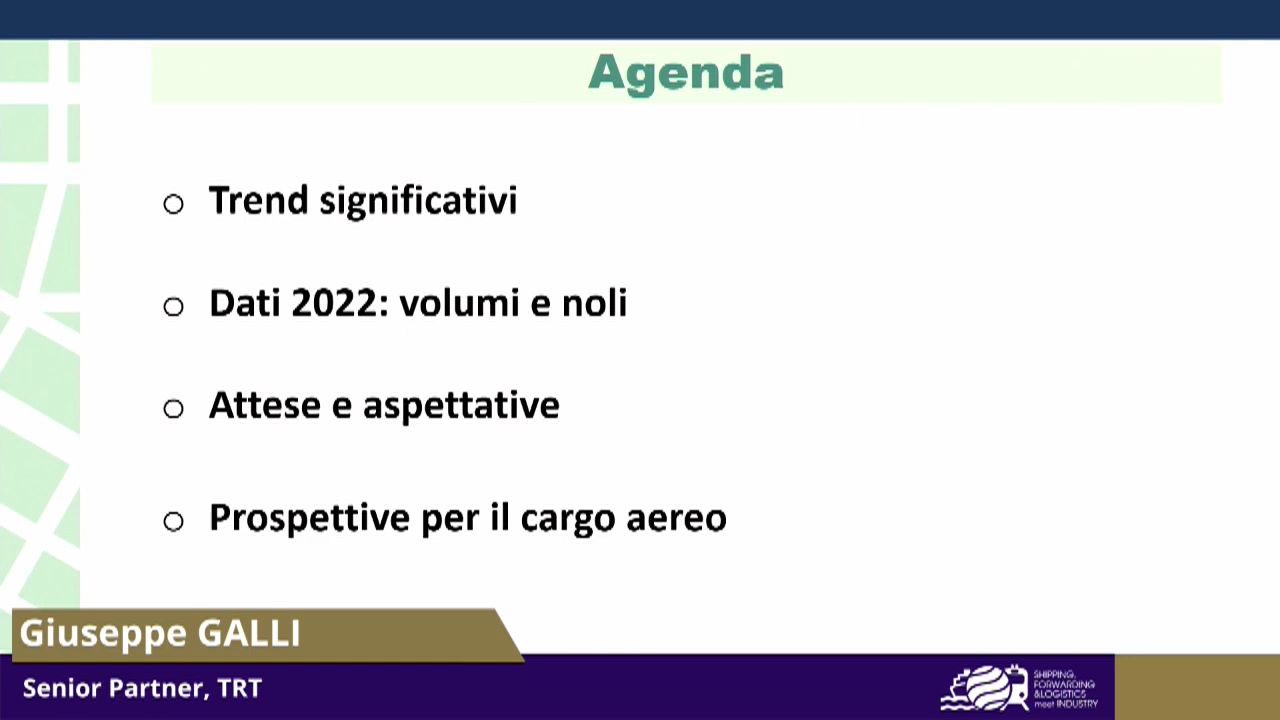 Agenda
Trend significativi
Dati 2022: volumi e noli
Attese e aspettative
Prospettive per il cargo aereo
Giuseppe GALLI
Senior Partner, TRT
SHIPPING,
FORWARDING
&LOGISTICS
meet INDUSTRY